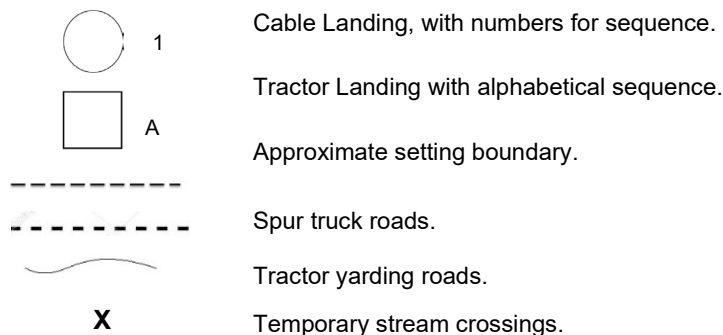 1 Cable Landing, with numbers for sequence.
A Tractor Landing with alphabetical sequence.
Approximate setting boundary.
Spur truck roads.
Tractor yarding roads.
X Temporary stream crossings.